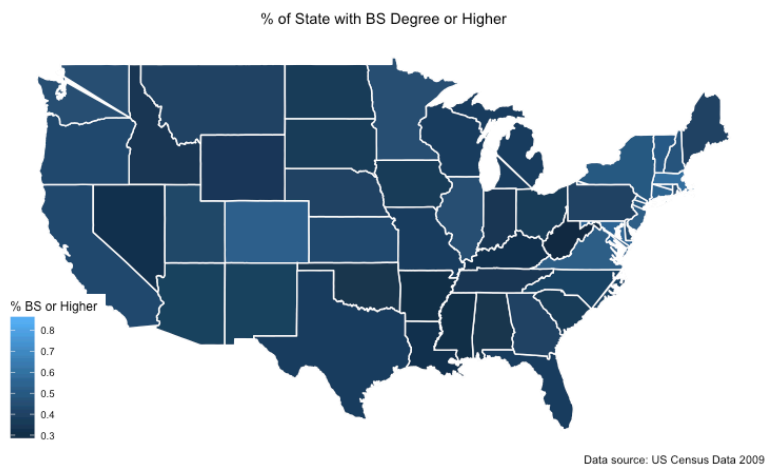 % of State with BS Degree or Higher
% BS or Higher
0.8
0.7
0.6
0.5
0.4
0.3
Data source: US Census Data 2009